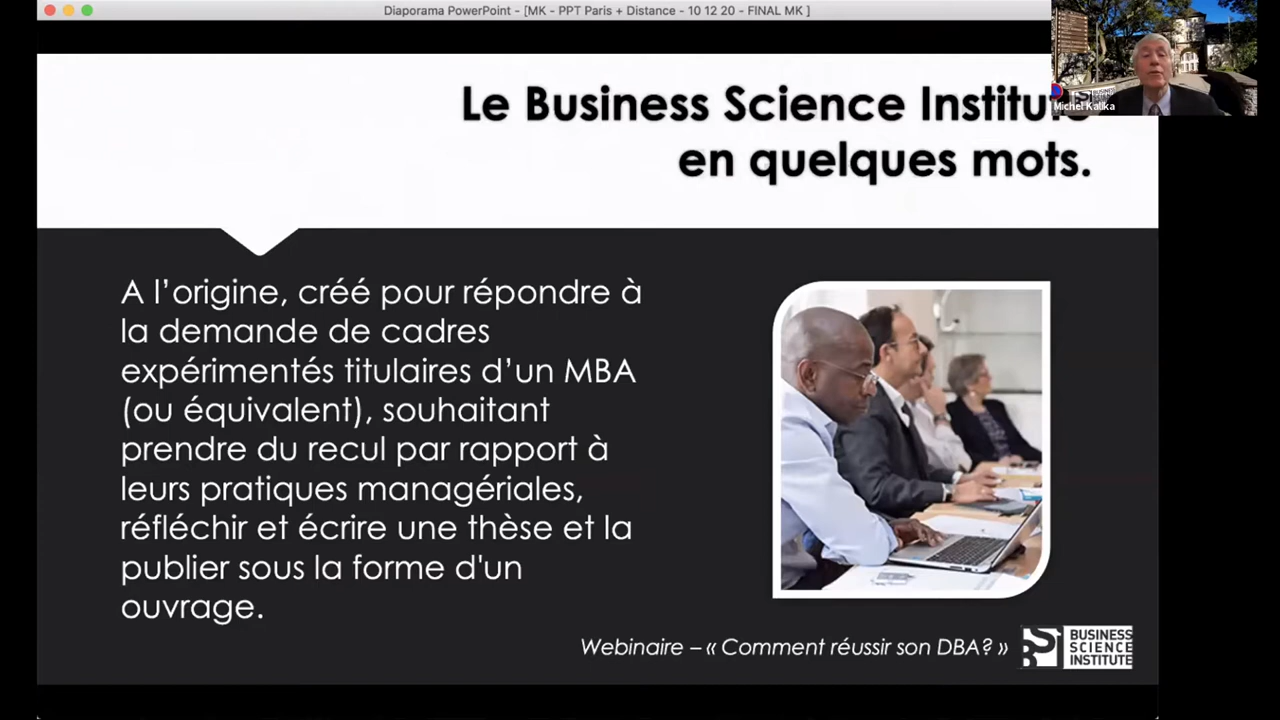 Diaporama PowerPoint - [MK - PPT Paris + Distance - 10 12 20 - FINAL MK ]
Michel Kalika
Le Business Science Institute
en quelques mots.
A l’origine, créé pour répondre à
la demande de cadres
expérimentés titulaires d’un MBA
(ou équivalent), souhaitant
prendre du recul par rapport à
leurs pratiques managériales,
réfléchir et écrire une thèse et la
publier sous la forme d'un
ouvrage.
Webinaire – « Comment réussir son DBA? »
BUSINESS
SCIENCE
INSTITUTE